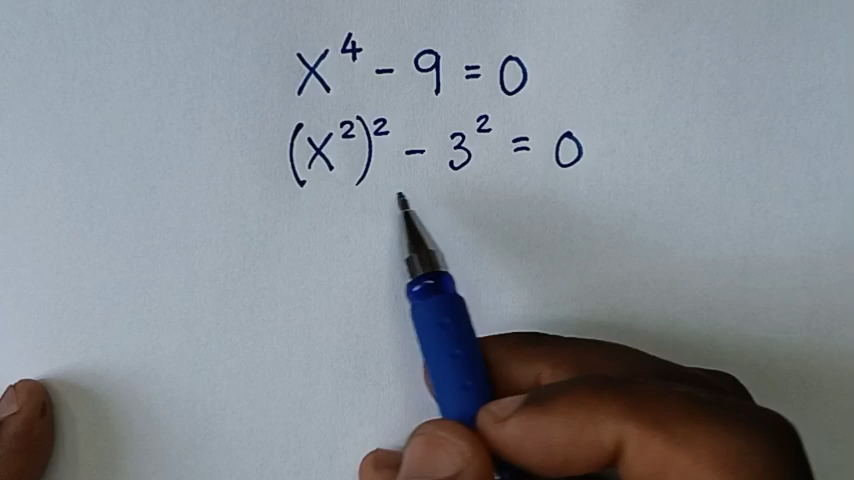 x⁴ - 9 = 0
(x²)² - 3² = 0